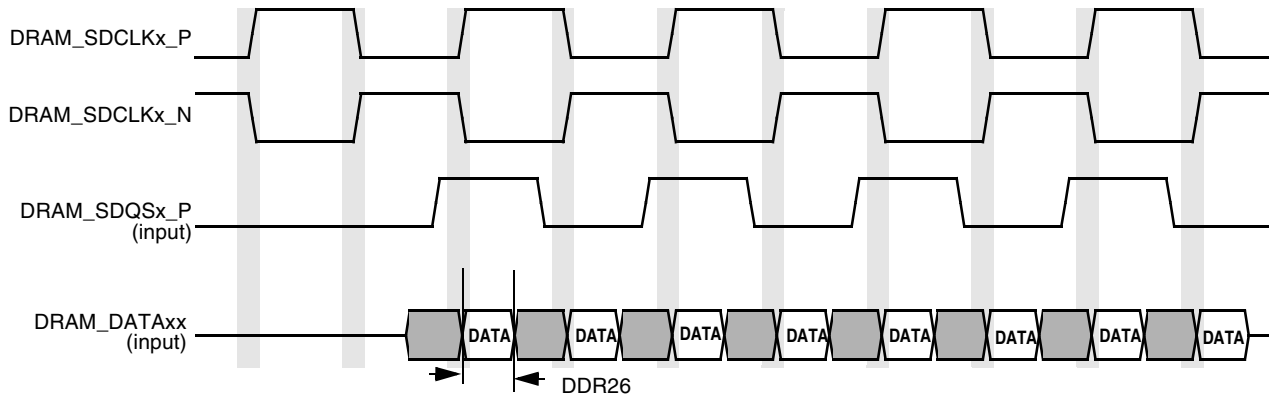 DRAM_SDCLKx_P
DRAM_SDCLKx_N
DRAM_SDQSx_P
(input)
DRAM_DATAxx
(input)
DATA DATA DATA DATA DATA DATA DATA DATA
DDR26